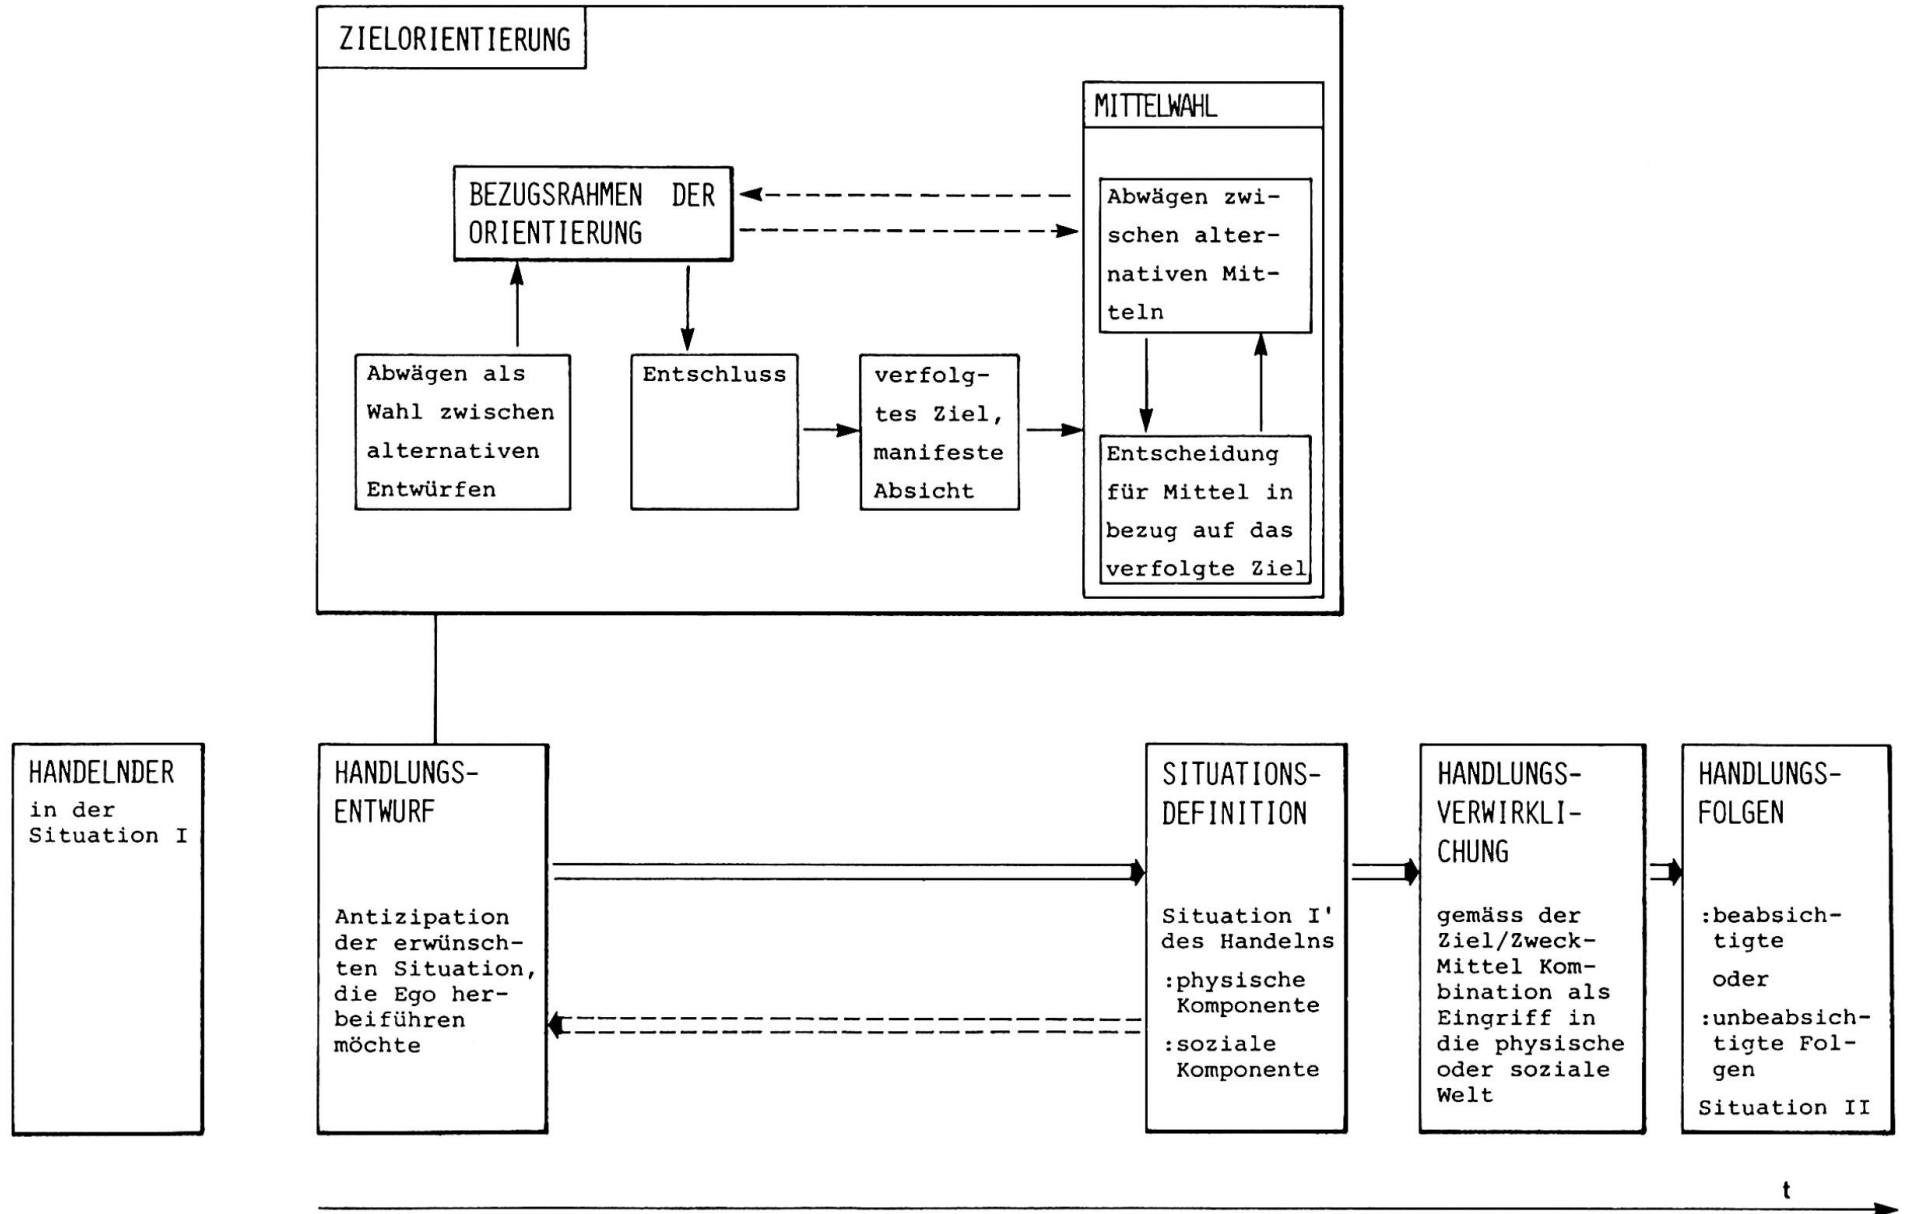 ZIELORIENTIERUNG
MITTELWAHL
BEZUGSRAHMEN DER
ORIENTIERUNG
Abwägen zwi-
schen alter-
nativen Mit-
teln
Abwägen als
Wahl zwischen
alternativen
Entwürfen
Entschluss
verfolg-
tes Ziel,
manifeste
Absicht
Entscheidung
für Mittel in
bezug auf das
verfolgte Ziel
HANDELNDER
in der
Situation I
HANDLUNGS-
ENTWURF
Antizipation
der erwünsch-
ten Situation,
die Ego her-
beiführen
möchte
SITUATIONS-
DEFINITION
Situation I'
des Handelns
:physische
Komponente
:soziale
Komponente
HANDLUNGS-
VERWIRKLI-
CHUNG
gemäss der
Ziel/Zweck-
Mittel Kom-
bination als
Eingriff in
die physische
oder soziale
Welt
HANDLUNGS-
FOLGEN
:beabsich-
tigte
oder
:unbeabsich-
tigte Fol-
gen
Situation II
t